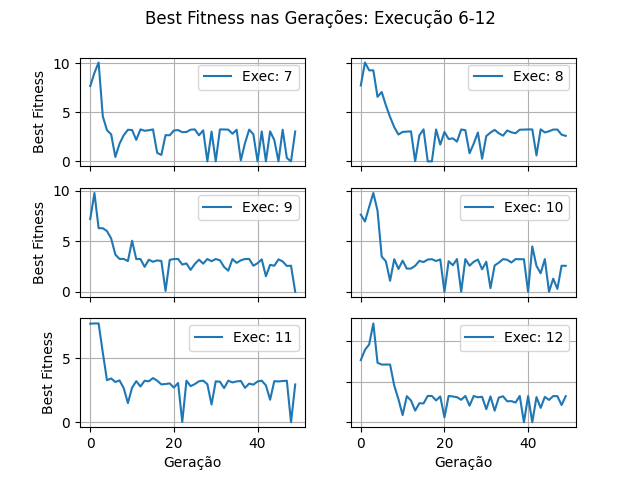 Best Fitness nas Gerações: Execução 6-12
10
5
0
Best Fitness
Exec: 7
Exec: 8
10
5
0
Best Fitness
Exec: 9
Exec: 10
5
0
Best Fitness
Exec: 11
Exec: 12
0 20 40
0 20 40
Geração
Geração